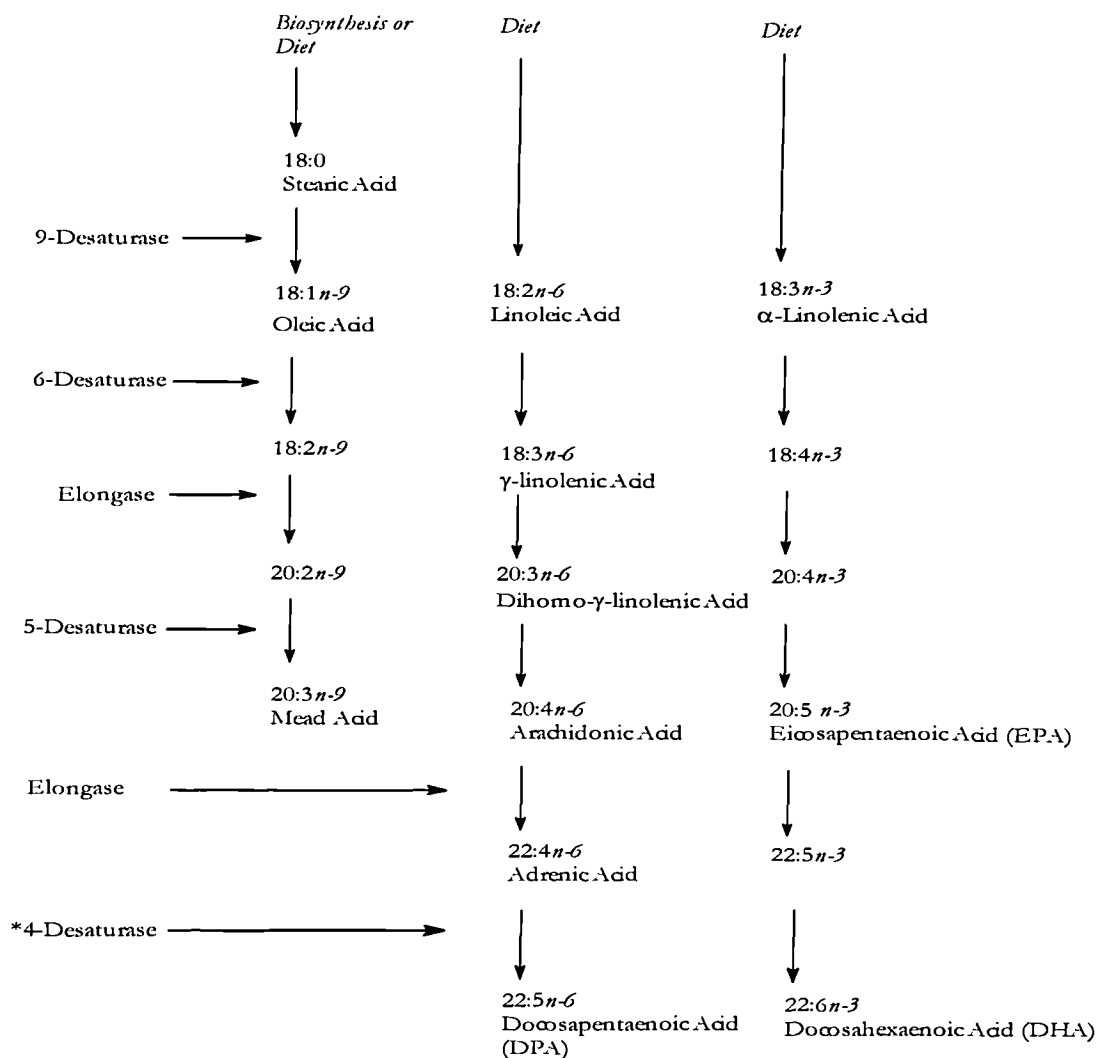 Biosynthesis or
Diet
Diet
Diet
18:0
Stearic Acid
9-Desaturase
18:1n-9
Oleic Acid
18:2n-6
Linoleic Acid
18:3n-3
α-Linolenic Acid
6-Desaturase
18:2n-9
18:3n-6
γ-linolenic Acid
18:4n-3
Elongase
20:2n-9
20:3n-6
Dihomo-γ-linolenic Acid
20:4n-3
5-Desaturase
20:3n-9
Mead Acid
20:4n-6
Arachidonic Acid
20:5 n-3
Eicosapentaenoic Acid (EPA)
Elongase
22:4n-6
Adrenic Acid
22:5n-3
*4-Desaturase
22:5n-6
Docosapentaenoic Acid
(DPA)
22:6n-3
Docosahexaenoic Acid (DHA)